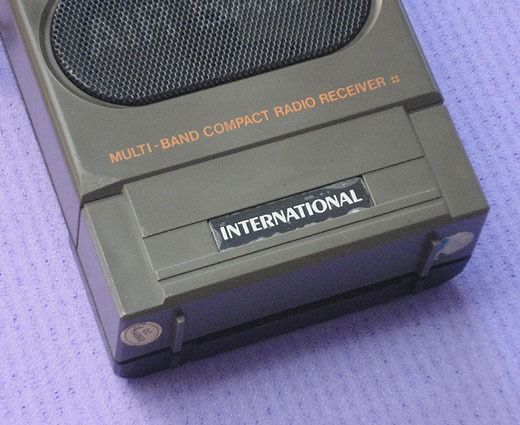 MULTI-BAND COMPACT RADIO RECEIVER
INTERNATIONAL